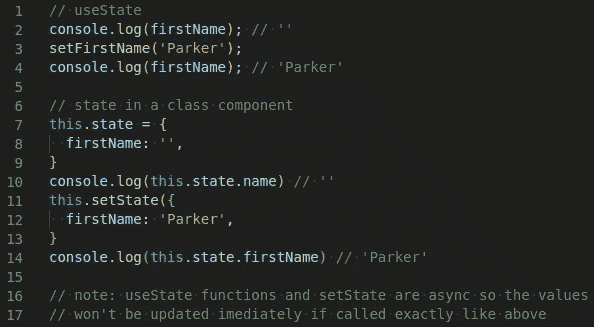 1 // useState
2 console.log(firstName); // ''
3 setFirstName('Parker');
4 console.log(firstName); // 'Parker'
5
6 // state in a class component
7 this.state = {
8   firstName: '',
9 }
10 console.log(this.state.name) // ''
11 this.setState({
12   firstName: 'Parker',
13 }
14 console.log(this.state.firstName) // 'Parker'
15
16 // note: useState functions and setState are async so the values
17 // won't be updated imediately if called exactly like above